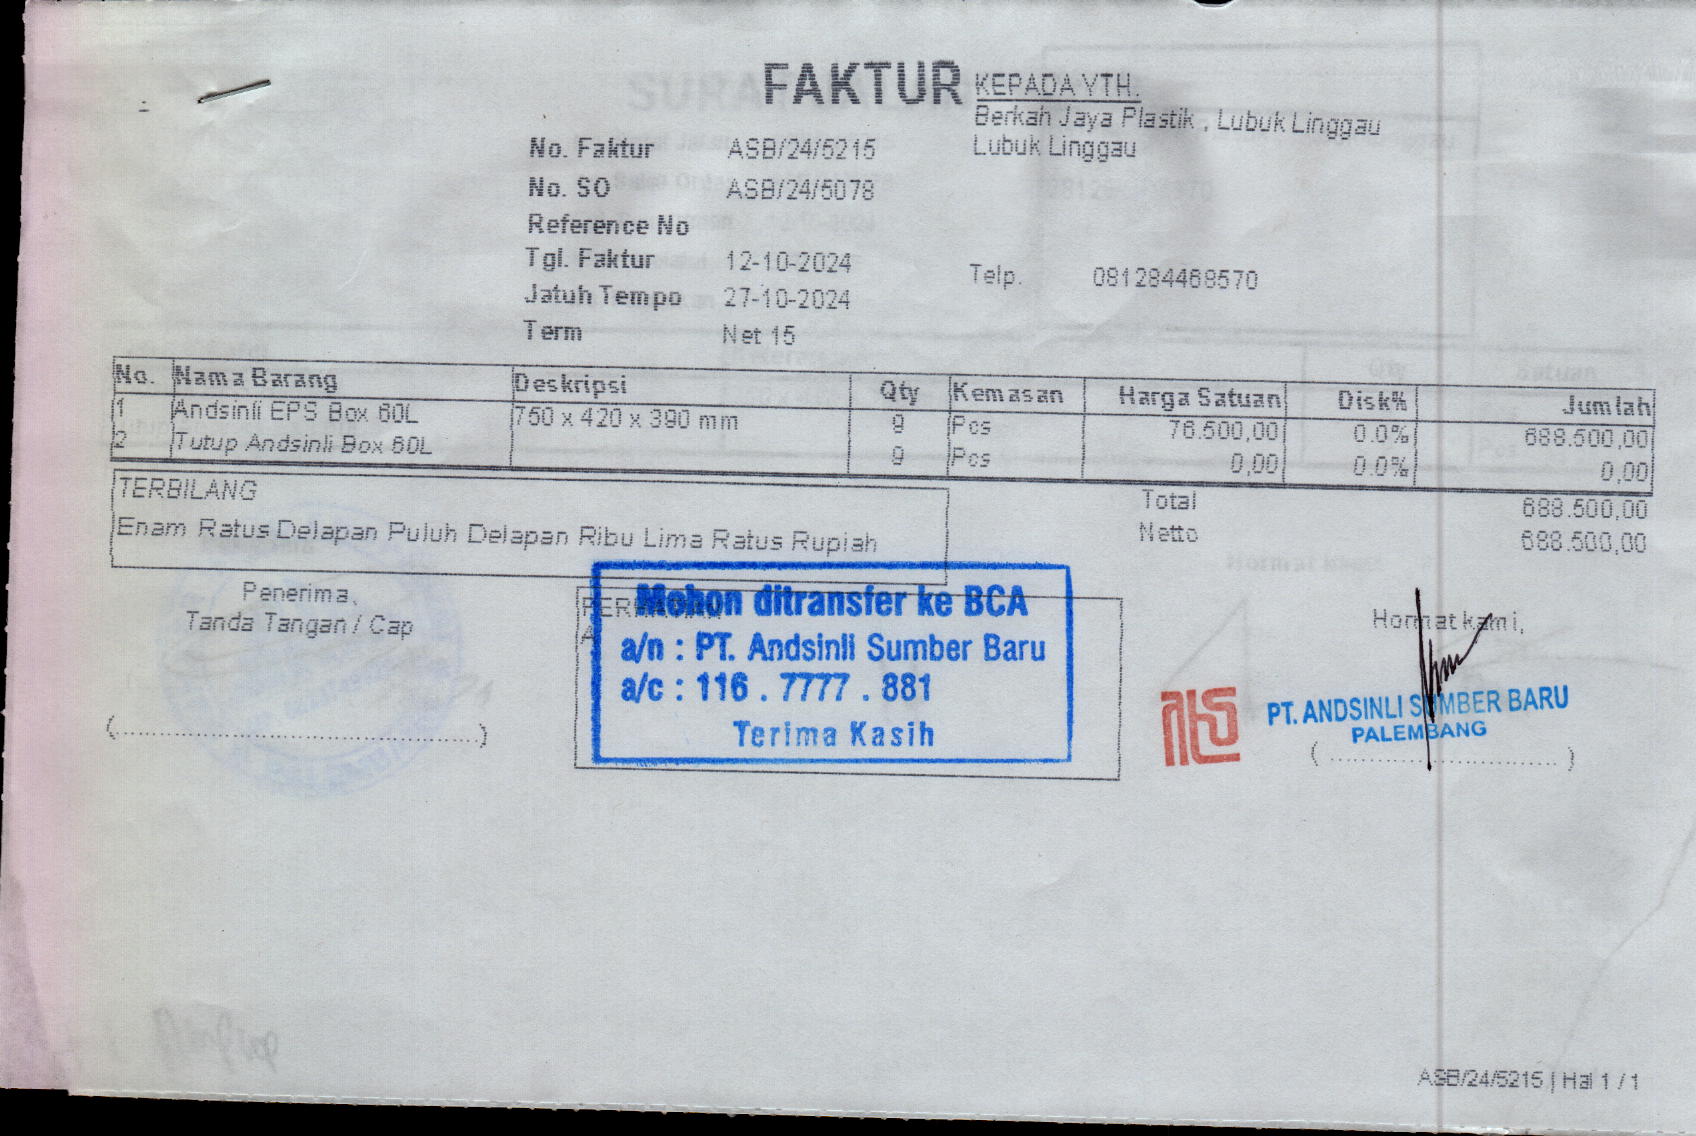 FAKTUR
KEPADA YTH.
Berkah Jaya Plastik , Lubuk Linggau
Lubuk Linggau
No. Faktur ASB/24/5215
No. SO ASB/24/5078
Reference No
Tgl. Faktur 12-10-2024
Telp. 081284468570
Jatuh Tempo 27-10-2024
Term Net 15
No. Nama Barang Deskripsi Qty Kemasan Harga Satuan Disk% Jumlah
1 Andsinli EPS Box 60L 750 x 420 x 390 mm 9 Pcs 76.500,00 0.0% 688.500,00
2 Tutup Andsinli Box 60L 9 Pcs 0,00 0.0% 0,00
TERBILANG
Enam Ratus Delapan Puluh Delapan Ribu Lima Ratus Rupiah
Total 688.500,00
Netto 688.500,00
Penerima,
Tanda Tangan / Cap
(........................................)
Mohon ditransfer ke BCA
a/n : PT. Andsinli Sumber Baru
a/c : 116 . 7777 . 881
Terima Kasih
Hormat kami,
PT. ANDSINLI SUMBER BARU
PALEMBANG
(..............................)
ASB/24/5215 | Hal 1 / 1